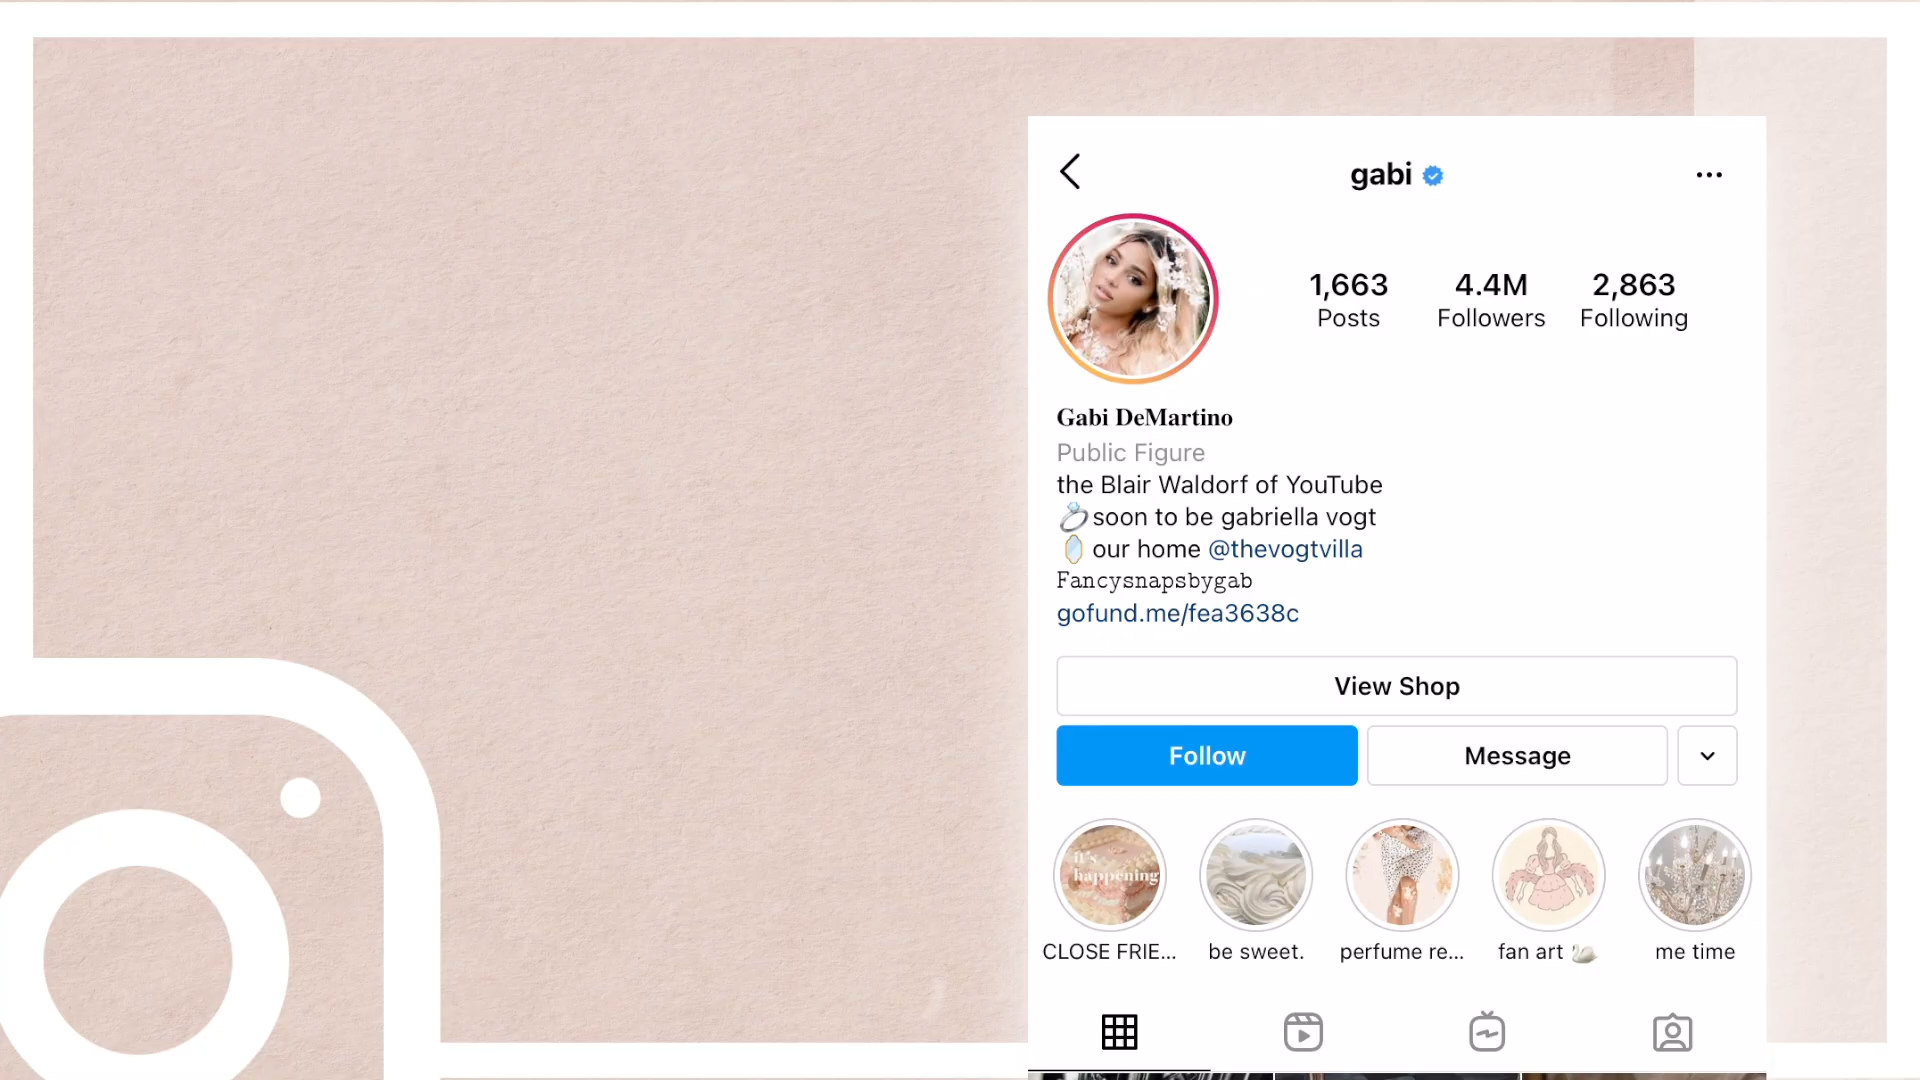 gabi
1,663 4.4M 2,863
Posts Followers Following
Gabi DeMartino
Public Figure
the Blair Waldorf of YouTube
💍soon to be gabriella vogt
🪞 our home @thevogtvilla
Fancysnapsbygab
gofund.me/fea3638c
View Shop
Follow Message
it's
happening
CLOSE FRIE... be sweet. perfume re... fan art 🦢 me time